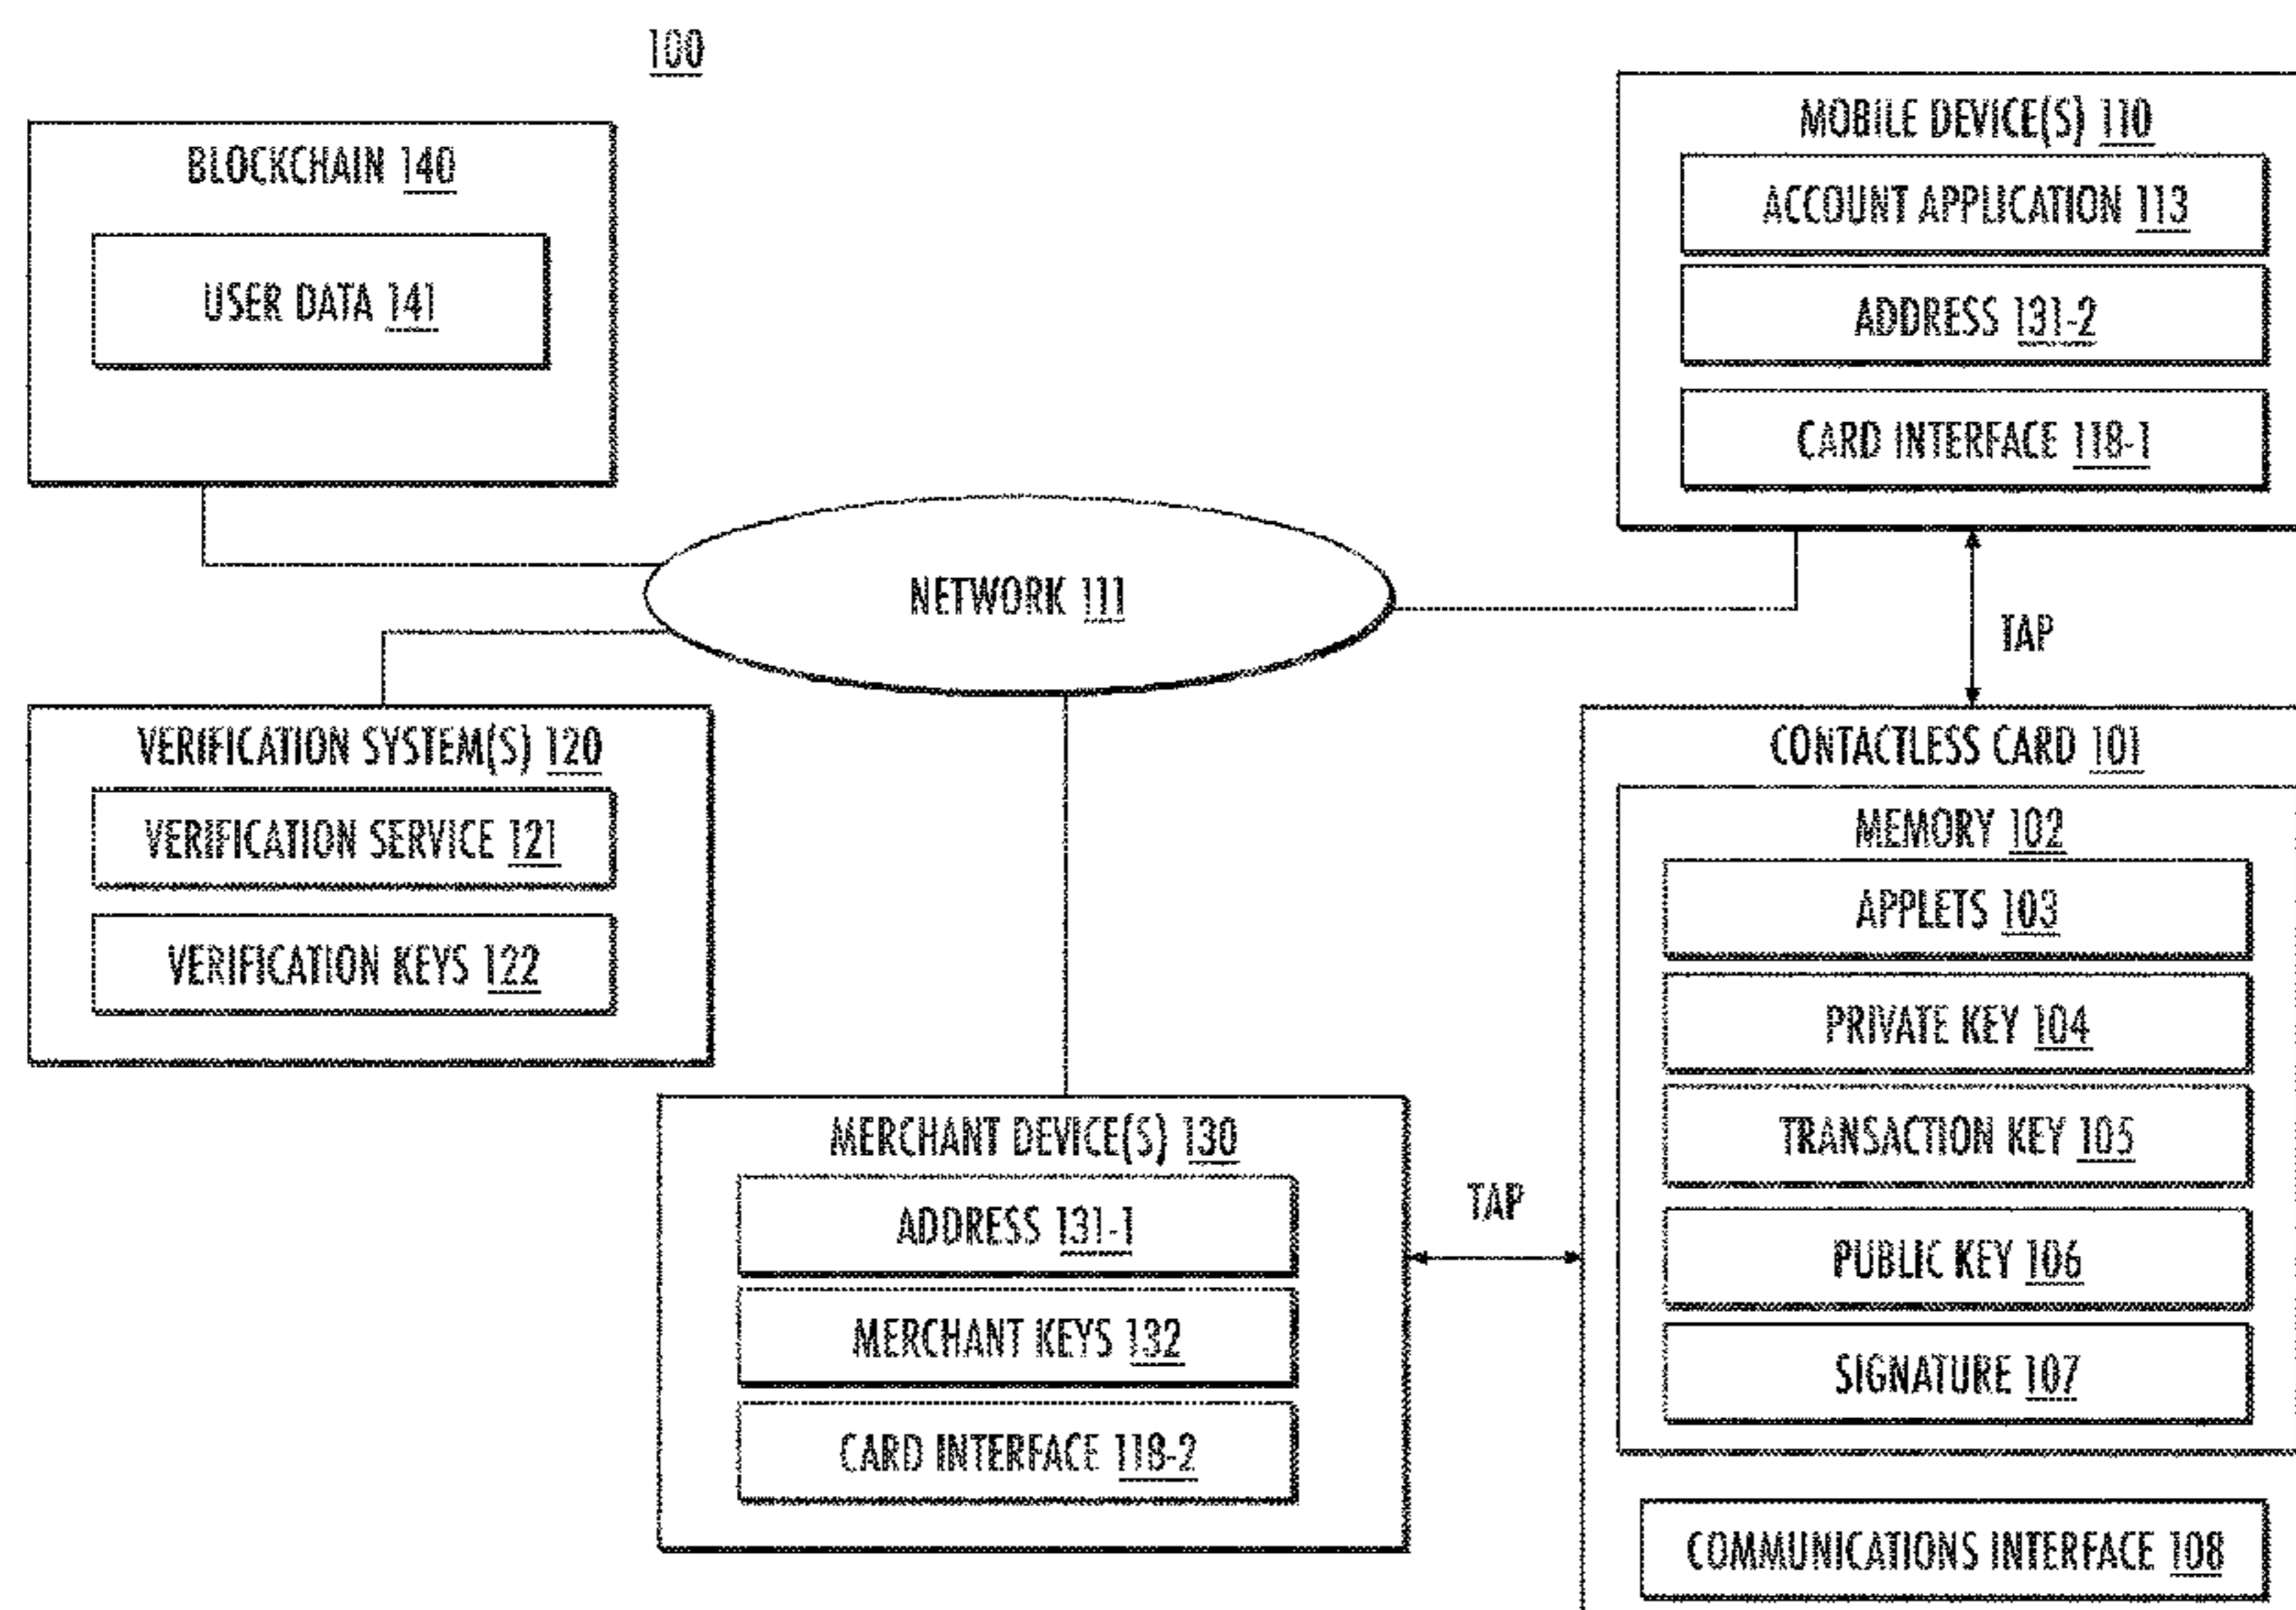 100
BLOCKCHAIN 140
USER DATA 141
MOBILE DEVICE(S) 110
ACCOUNT APPLICATION 113
ADDRESS 131-2
CARD INTERFACE 118-1
NETWORK 111
TAP
VERIFICATION SYSTEM(S) 120
VERIFICATION SERVICE 121
VERIFICATION KEYS 122
CONTACTLESS CARD 101
MEMORY 102
APPLETS 103
PRIVATE KEY 104
TRANSACTION KEY 105
PUBLIC KEY 106
SIGNATURE 107
COMMUNICATIONS INTERFACE 108
MERCHANT DEVICE(S) 130
ADDRESS 131-1
MERCHANT KEYS 132
CARD INTERFACE 118-2
TAP